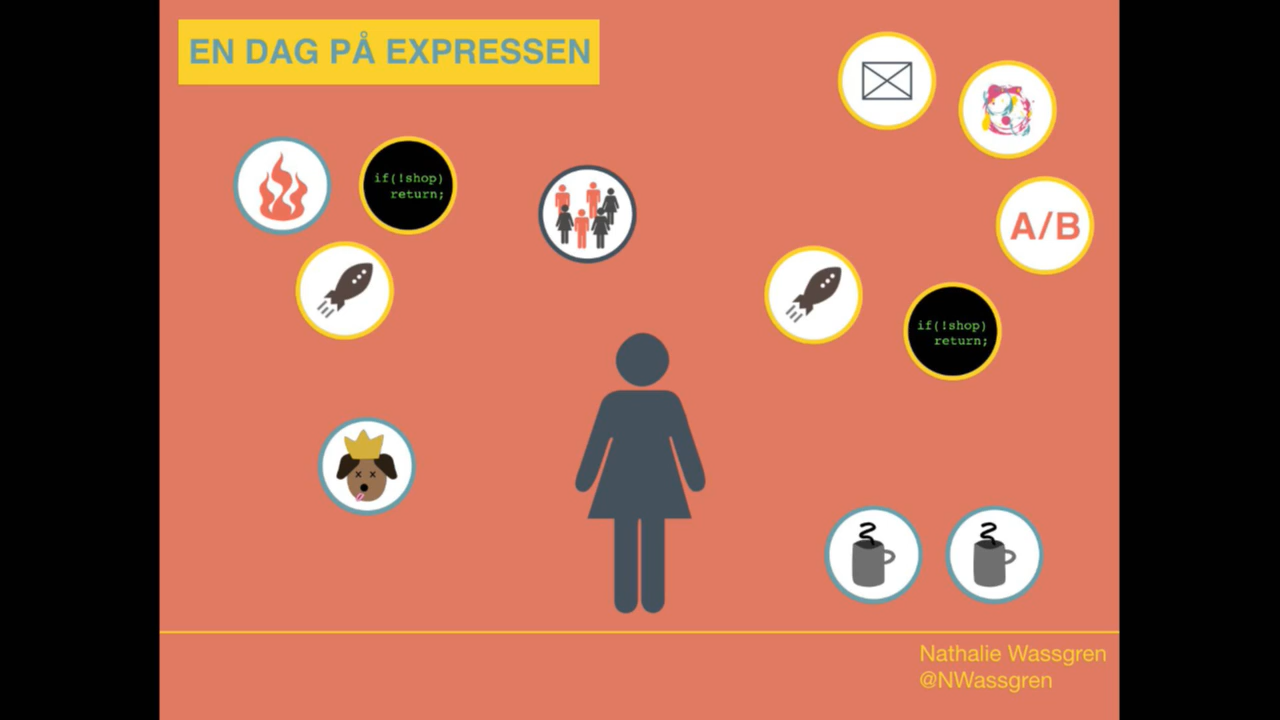 EN DAG PÅ EXPRESSEN
if(!shop)
return;
A/B
if(!shop)
return;
Nathalie Wassgren
@NWassgren